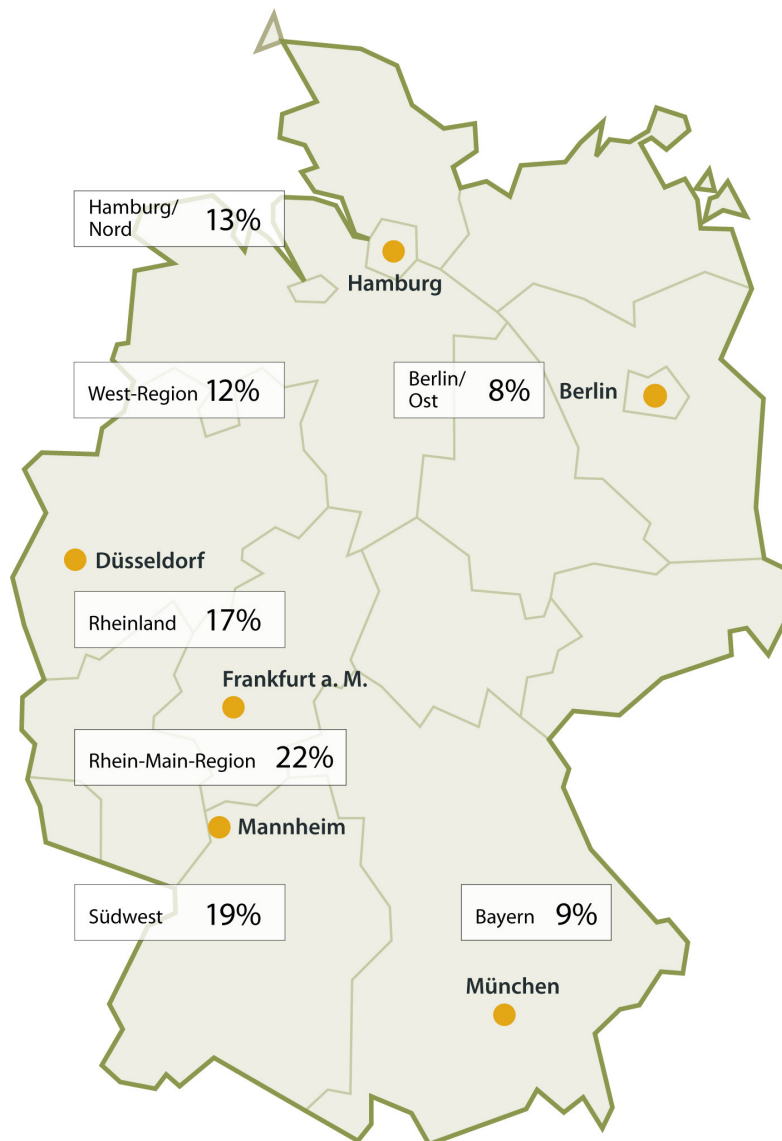 Hamburg/
Nord 13%
Hamburg
West-Region 12%
Berlin/
Ost 8%
Berlin
Düsseldorf
Rheinland 17%
Frankfurt a. M.
Rhein-Main-Region 22%
Mannheim
Südwest 19%
Bayern 9%
München